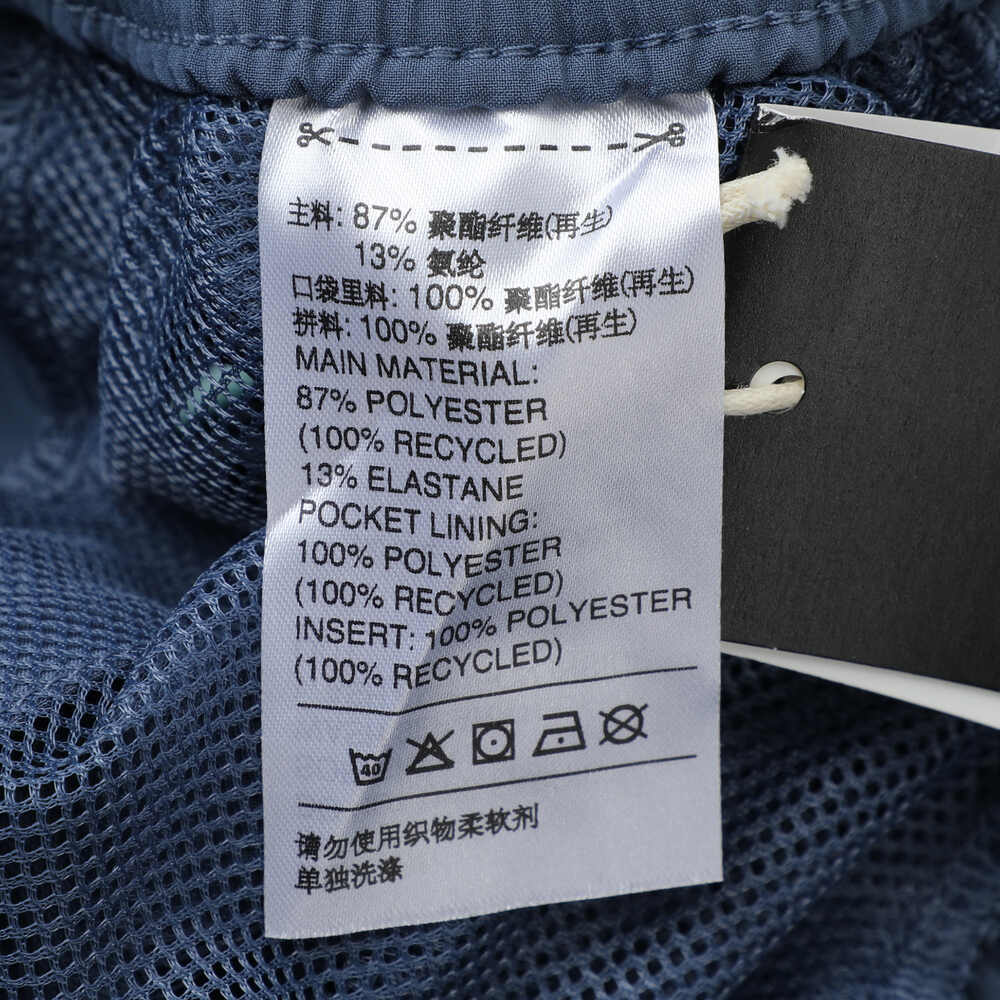 主料: 87% 聚酯纤维(再生)
13% 氨纶
口袋里料: 100% 聚酯纤维(再生)
拼料: 100% 聚酯纤维(再生)
MAIN MATERIAL:
87% POLYESTER
(100% RECYCLED)
13% ELASTANE
POCKET LINING:
100% POLYESTER
(100% RECYCLED)
INSERT: 100% POLYESTER
(100% RECYCLED)
40
请勿使用织物柔软剂
单独洗涤